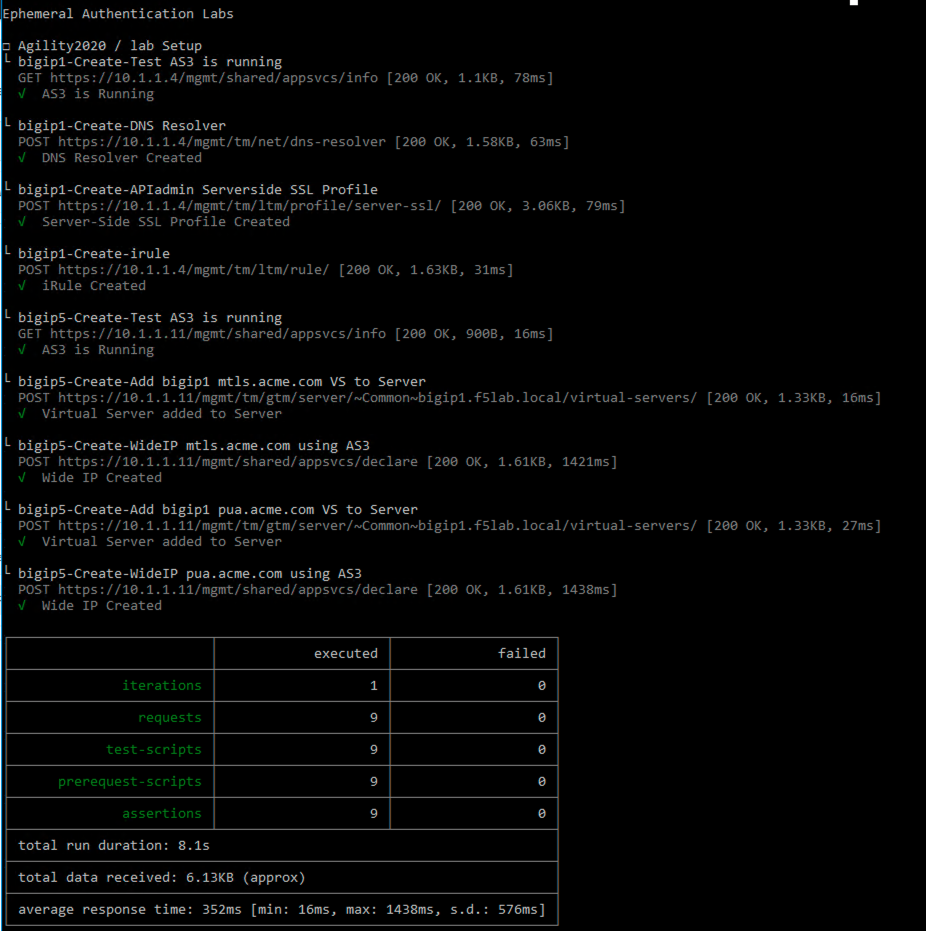 Ephemeral Authentication Labs
□ Agility2020 / lab Setup
└ bigip1-Create-Test AS3 is running
GET https://10.1.1.4/mgmt/shared/appsvcs/info [200 OK, 1.1KB, 78ms]
√ AS3 is Running
└ bigip1-Create-DNS Resolver
POST https://10.1.1.4/mgmt/tm/net/dns-resolver [200 OK, 1.58KB, 63ms]
√ DNS Resolver Created
└ bigip1-Create-APIadmin Serverside SSL Profile
POST https://10.1.1.4/mgmt/tm/ltm/profile/server-ssl/ [200 OK, 3.06KB, 79ms]
√ Server-Side SSL Profile Created
└ bigip1-Create-irule
POST https://10.1.1.4/mgmt/tm/ltm/rule/ [200 OK, 1.63KB, 31ms]
√ iRule Created
└ bigip5-Create-Test AS3 is running
GET https://10.1.1.11/mgmt/shared/appsvcs/info [200 OK, 900B, 16ms]
√ AS3 is Running
└ bigip5-Create-Add bigip1 mtls.acme.com VS to Server
POST https://10.1.1.11/mgmt/tm/gtm/server/~Common~bigip1.f5lab.local/virtual-servers/ [200 OK, 1.33KB, 16ms]
√ Virtual Server added to Server
└ bigip5-Create-WideIP mtls.acme.com using AS3
POST https://10.1.1.11/mgmt/shared/appsvcs/declare [200 OK, 1.61KB, 1421ms]
√ Wide IP Created
└ bigip5-Create-Add bigip1 pua.acme.com VS to Server
POST https://10.1.1.11/mgmt/tm/gtm/server/~Common~bigip1.f5lab.local/virtual-servers/ [200 OK, 1.33KB, 27ms]
√ Virtual Server added to Server
└ bigip5-Create-WideIP pua.acme.com using AS3
POST https://10.1.1.11/mgmt/shared/appsvcs/declare [200 OK, 1.61KB, 1438ms]
√ Wide IP Created
executed failed
iterations 1 0
requests 9 0
test-scripts 9 0
prerequest-scripts 9 0
assertions 9 0
total run duration: 8.1s
total data received: 6.13KB (approx)
average response time: 352ms [min: 16ms, max: 1438ms, s.d.: 576ms]